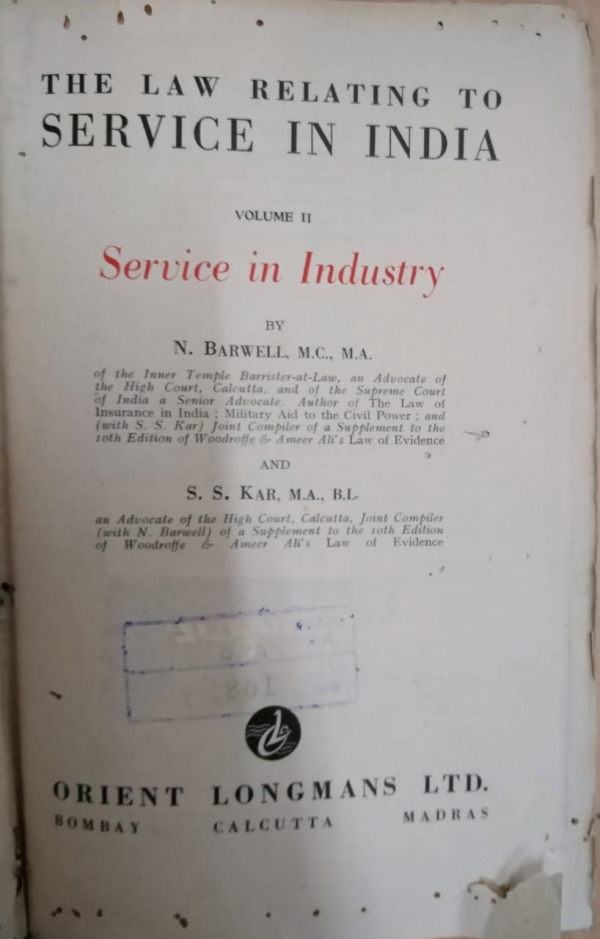 THE LAW RELATING TO
SERVICE IN INDIA
VOLUME II
Service in Industry
BY
N. BARWELL, M.C., M.A.
of the Inner Temple Barrister-at-Law, an Advocate of
the High Court, Calcutta, and of the Supreme Court
of India a Senior Advocate. Author of The Law of
Insurance in India ; Military Aid to the Civil Power ; and
(with S. S. Kar) Joint Compiler of a Supplement to the
10th Edition of Woodroffe & Ameer Ali's Law of Evidence
AND
S. S. KAR, M.A., B.L.
an Advocate of the High Court, Calcutta, Joint Compiler
(with N. Barwell) of a Supplement to the 10th Edition
of Woodroffe & Ameer Ali's Law of Evidence
ORIENT LONGMANS LTD.
BOMBAY CALCUTTA MADRAS